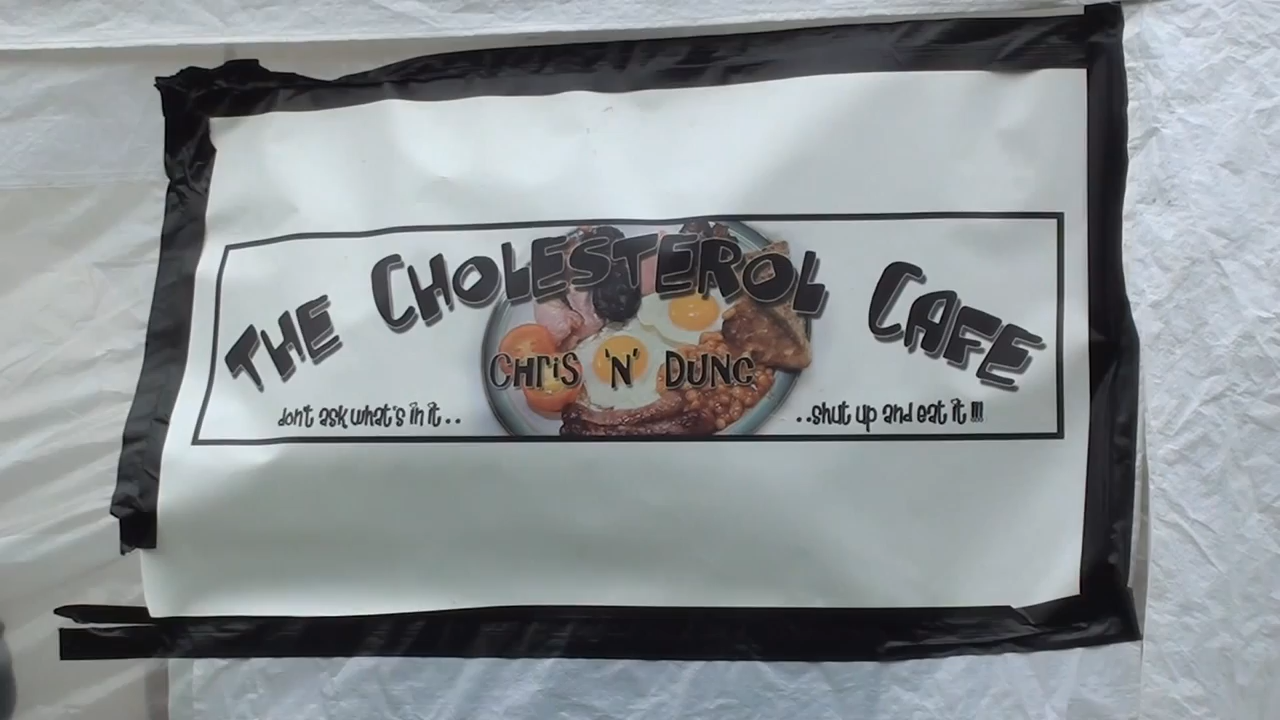 THE CHOLESTEROL CAFE
CHRiS 'N' DUNC
don't ask what's in it..
..shut up and eat it !!!